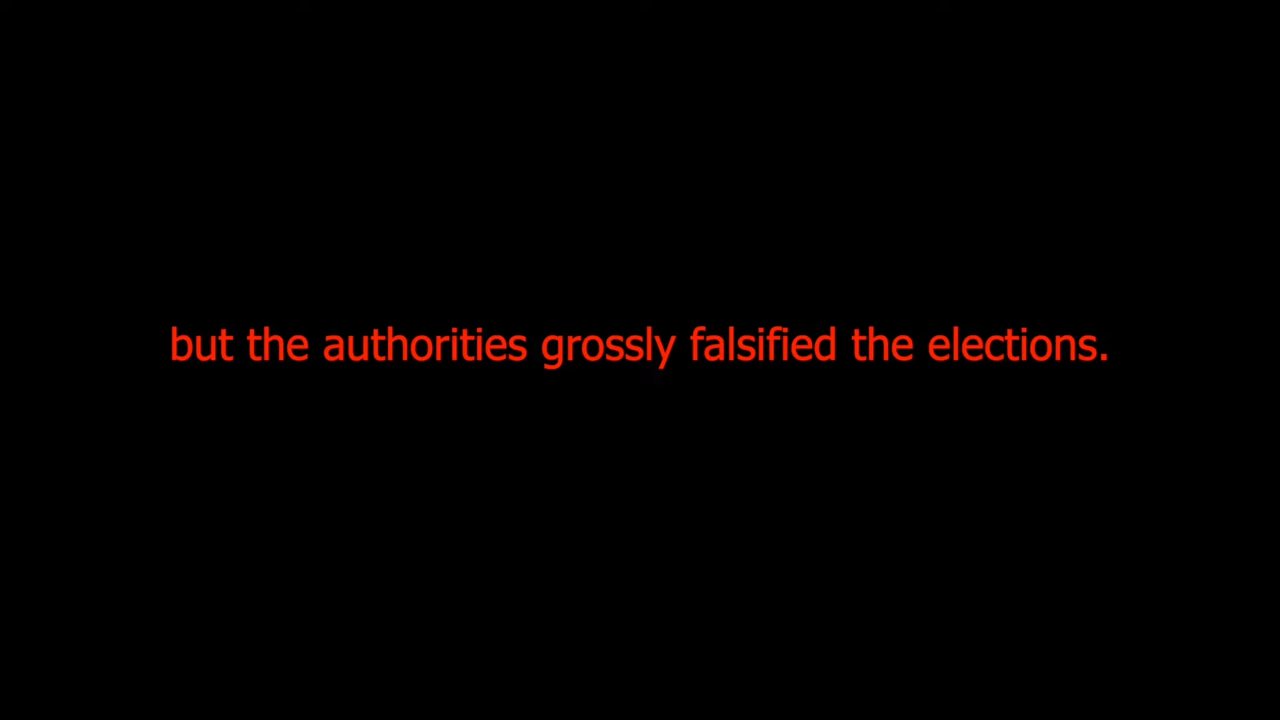 but the authorities grossly falsified the elections.